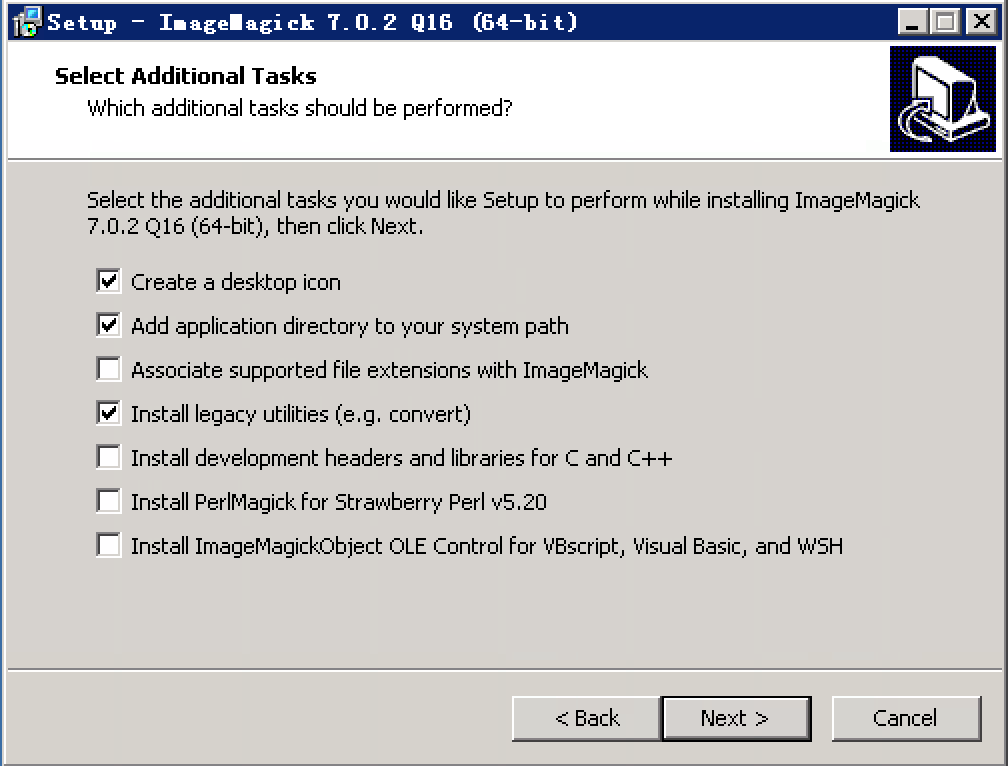 Setup - ImageMagick 7.0.2 Q16 (64-bit)
Select Additional Tasks
Which additional tasks should be performed?
Select the additional tasks you would like Setup to perform while installing ImageMagick
7.0.2 Q16 (64-bit), then click Next.
Create a desktop icon
Add application directory to your system path
Associate supported file extensions with ImageMagick
Install legacy utilities (e.g. convert)
Install development headers and libraries for C and C++
Install PerlMagick for Strawberry Perl v5.20
Install ImageMagickObject OLE Control for VBscript, Visual Basic, and WSH
< Back Next > Cancel